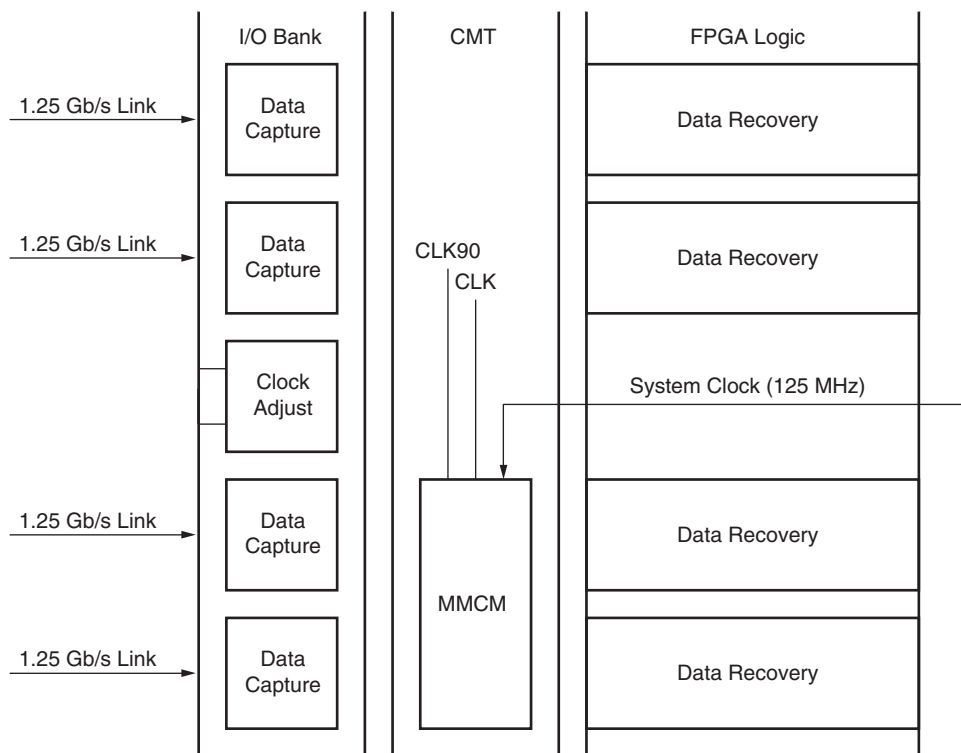 I/O Bank
CMT
FPGA Logic
1.25 Gb/s Link
Data
Capture
Data Recovery
1.25 Gb/s Link
Data
Capture
CLK90
CLK
Data Recovery
Clock
Adjust
System Clock (125 MHz)
1.25 Gb/s Link
Data
Capture
MMCM
Data Recovery
1.25 Gb/s Link
Data
Capture
Data Recovery